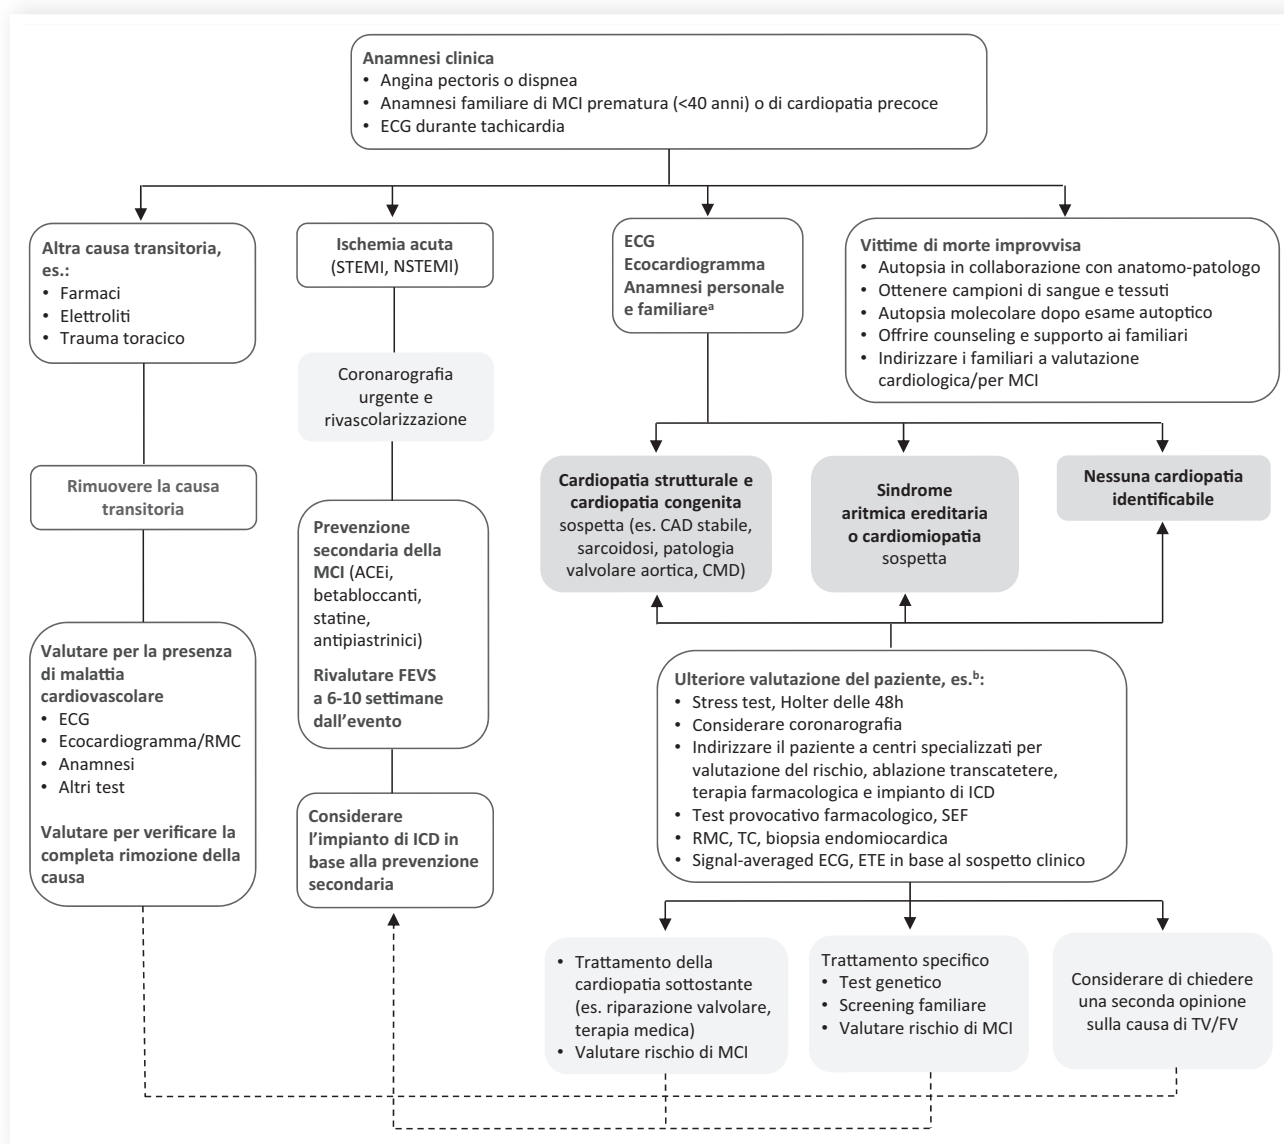 Anamnesi clinica
• Angina pectoris o dispnea
• Anamnesi familiare di MCI prematura (<40 anni) o di cardiopatia precoce
• ECG durante tachicardia
Altra causa transitoria,
es.:
• Farmaci
• Elettroliti
• Trauma toracico
Ischemia acuta
(STEMI, NSTEMI)
ECG
Ecocardiogramma
Anamnesi personale
e familiareᵃ
Vittime di morte improvvisa
• Autopsia in collaborazione con anatomo-patologo
• Ottenere campioni di sangue e tessuti
• Autopsia molecolare dopo esame autoptico
• Offrire counseling e supporto ai familiari
• Indirizzare i familiari a valutazione
cardiologica/per MCI
Coronarografia
urgente e
rivascolarizzazione
Rimuovere la causa
transitoria
Prevenzione
secondaria della
MCI (ACEi,
betabloccanti,
statine,
antipiastrinici)
Rivalutare FEVS
a 6-10 settimane
dall'evento
Cardiopatia strutturale e
cardiopatia congenita
sospetta (es. CAD stabile,
sarcoidosi, patologia
valvolare aortica, CMD)
Sindrome
aritmica ereditaria
o cardiomiopatia
sospetta
Nessuna cardiopatia
identificabile
Valutare per la presenza
di malattia
cardiovascolare
• ECG
• Ecocardiogramma/RMC
• Anamnesi
• Altri test
Valutare per verificare la
completa rimozione della
causa
Considerare
l'impianto di ICD in
base alla prevenzione
secondaria
Ulteriore valutazione del paziente, es.ᵇ:
• Stress test, Holter delle 48h
• Considerare coronarografia
• Indirizzare il paziente a centri specializzati per
valutazione del rischio, ablazione transcatetere,
terapia farmacologica e impianto di ICD
• Test provocativo farmacologico, SEF
• RMC, TC, biopsia endomiocardica
• Signal-averaged ECG, ETE in base al sospetto clinico
• Trattamento della
cardiopatia sottostante
(es. riparazione valvolare,
terapia medica)
• Valutare rischio di MCI
Trattamento specifico
• Test genetico
• Screening familiare
• Valutare rischio di MCI
Considerare di chiedere
una seconda opinione
sulla causa di TV/FV